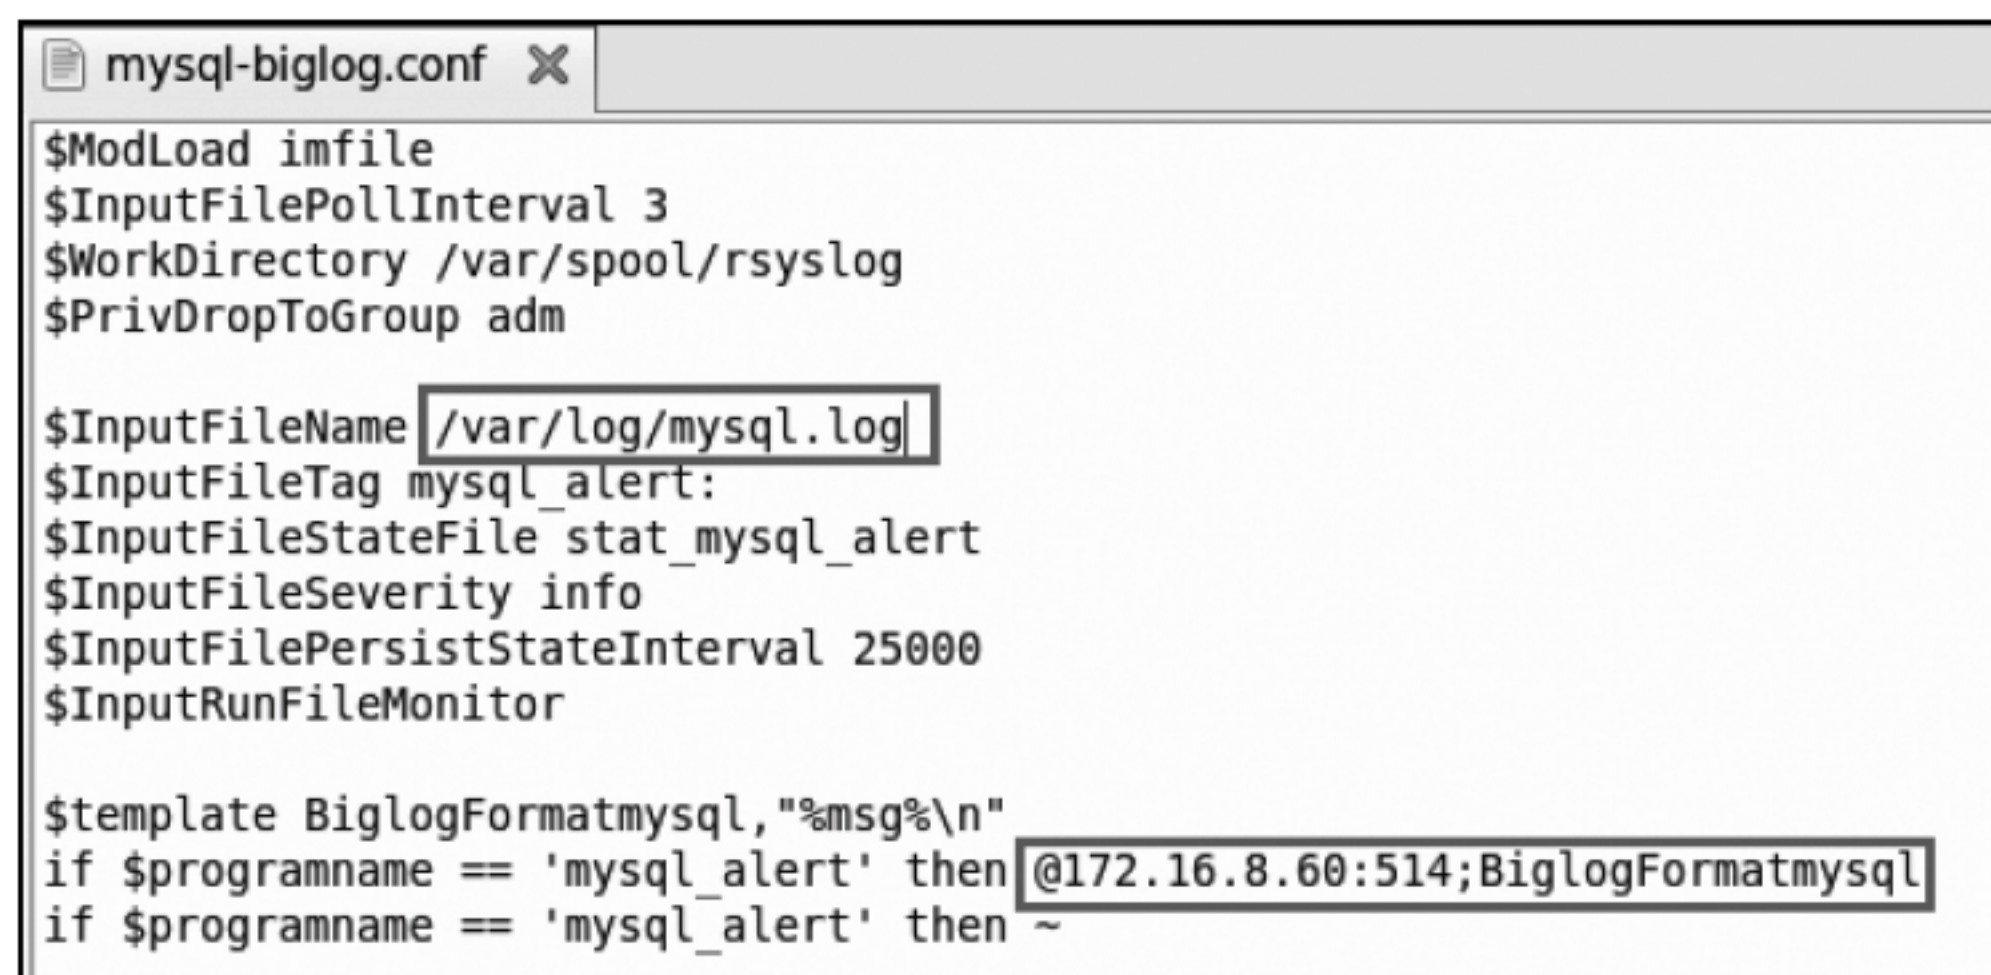 mysql-biglog.conf
$ModLoad imfile
$InputFilePollInterval 3
$WorkDirectory /var/spool/rsyslog
$PrivDropToGroup adm
$InputFileName /var/log/mysql.log
$InputFileTag mysql_alert:
$InputFileStateFile stat_mysql_alert
$InputFileSeverity info
$InputFilePersistStateInterval 25000
$InputRunFileMonitor
$template BiglogFormatmysql,"%msg%\n"
if $programname == 'mysql_alert' then @172.16.8.60:514;BiglogFormatmysql
if $programname == 'mysql_alert' then ~